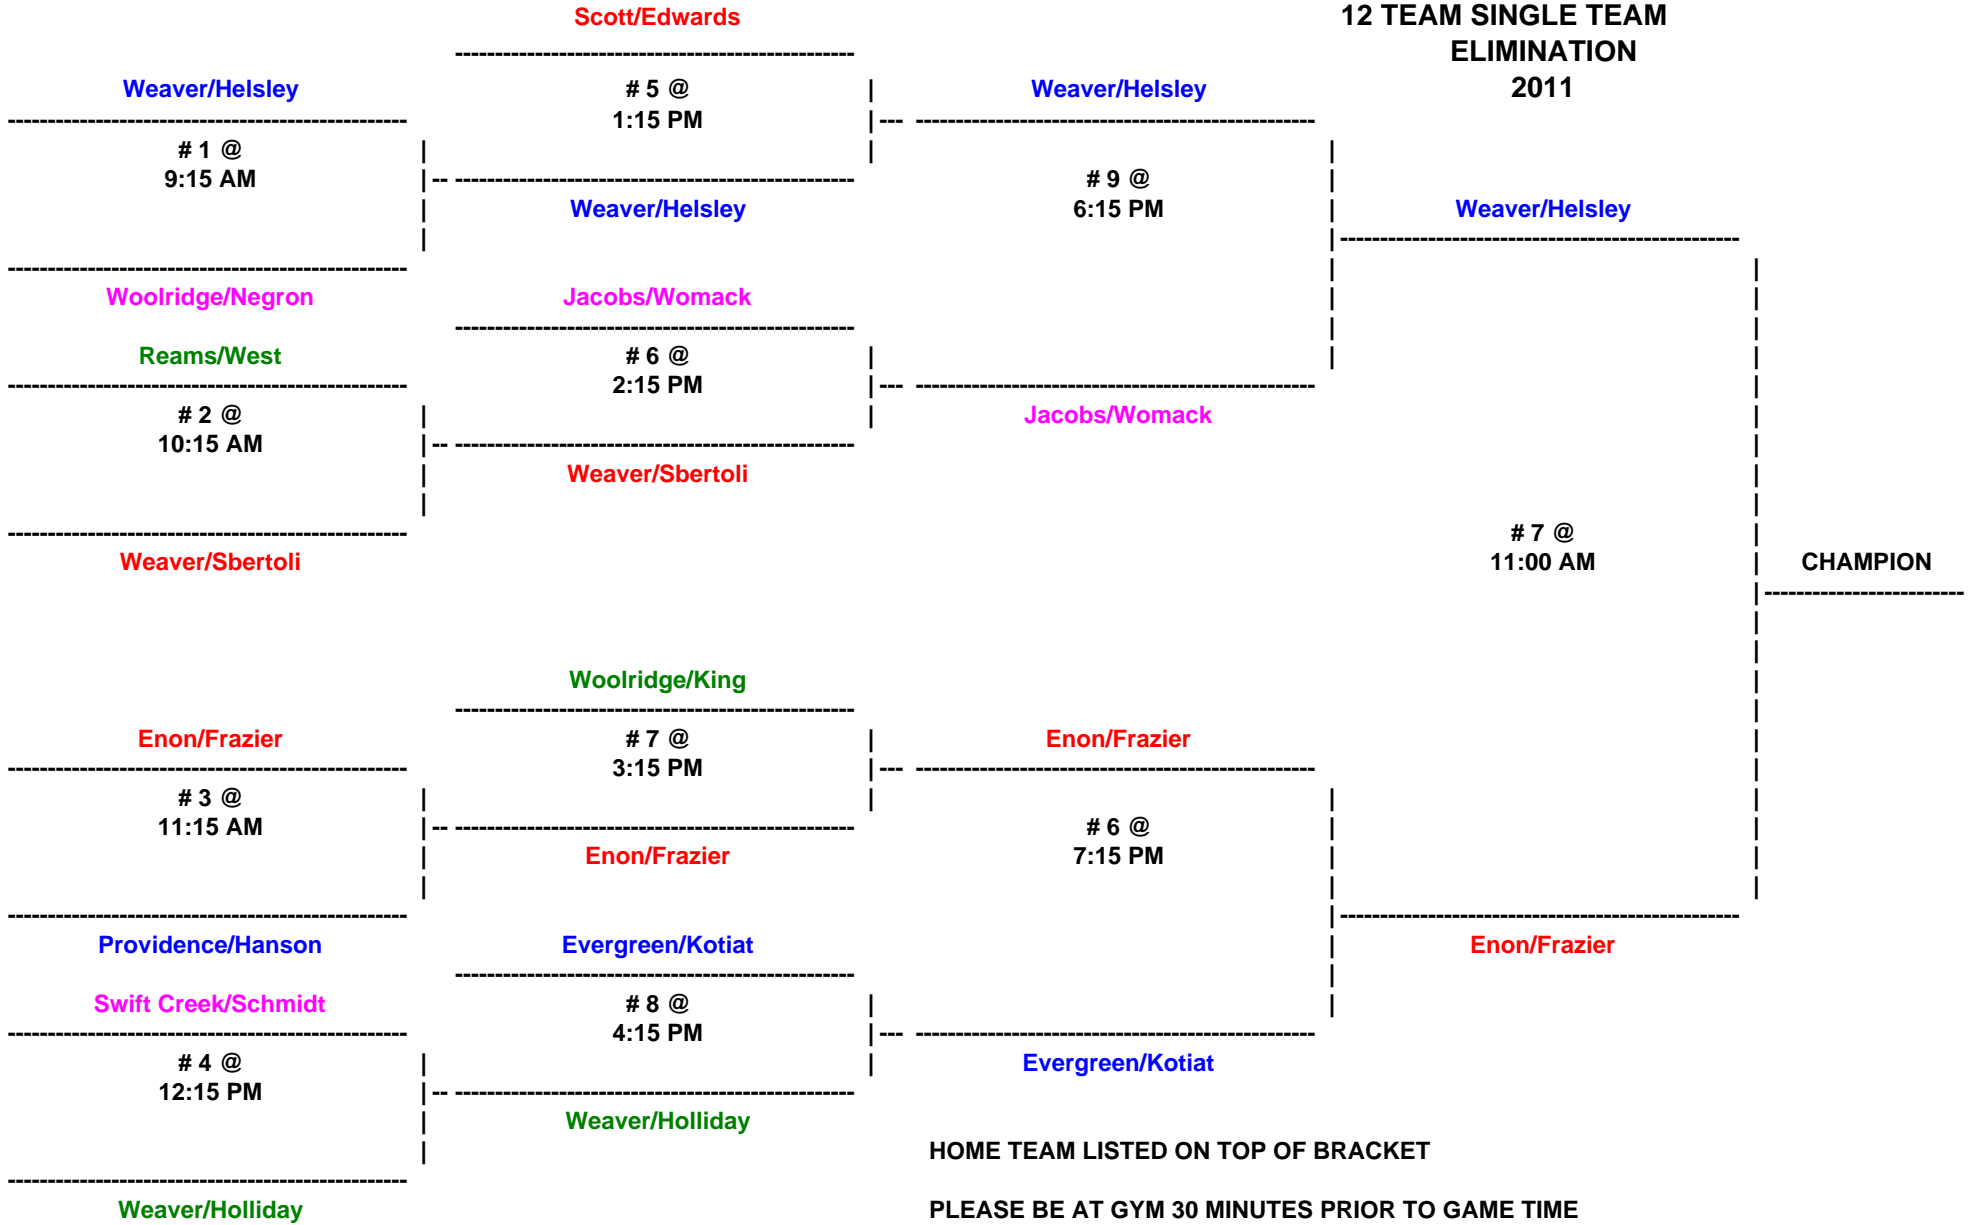 Scott/Edwards
12 TEAM SINGLE TEAM
ELIMINATION
2011
Weaver/Helsley
# 5 @
1:15 PM
Weaver/Helsley
# 1 @
9:15 AM
Weaver/Helsley
# 9 @
6:15 PM
Weaver/Helsley
Woolridge/Negron
Jacobs/Womack
Reams/West
# 6 @
2:15 PM
# 2 @
10:15 AM
Jacobs/Womack
Weaver/Sbertoli
Weaver/Sbertoli
# 7 @
11:00 AM
CHAMPION
Woolridge/King
Enon/Frazier
# 7 @
3:15 PM
Enon/Frazier
# 3 @
11:15 AM
Enon/Frazier
# 6 @
7:15 PM
Providence/Hanson
Evergreen/Kotiat
Enon/Frazier
Swift Creek/Schmidt
# 8 @
4:15 PM
# 4 @
12:15 PM
Evergreen/Kotiat
Weaver/Holliday
HOME TEAM LISTED ON TOP OF BRACKET
Weaver/Holliday
PLEASE BE AT GYM 30 MINUTES PRIOR TO GAME TIME